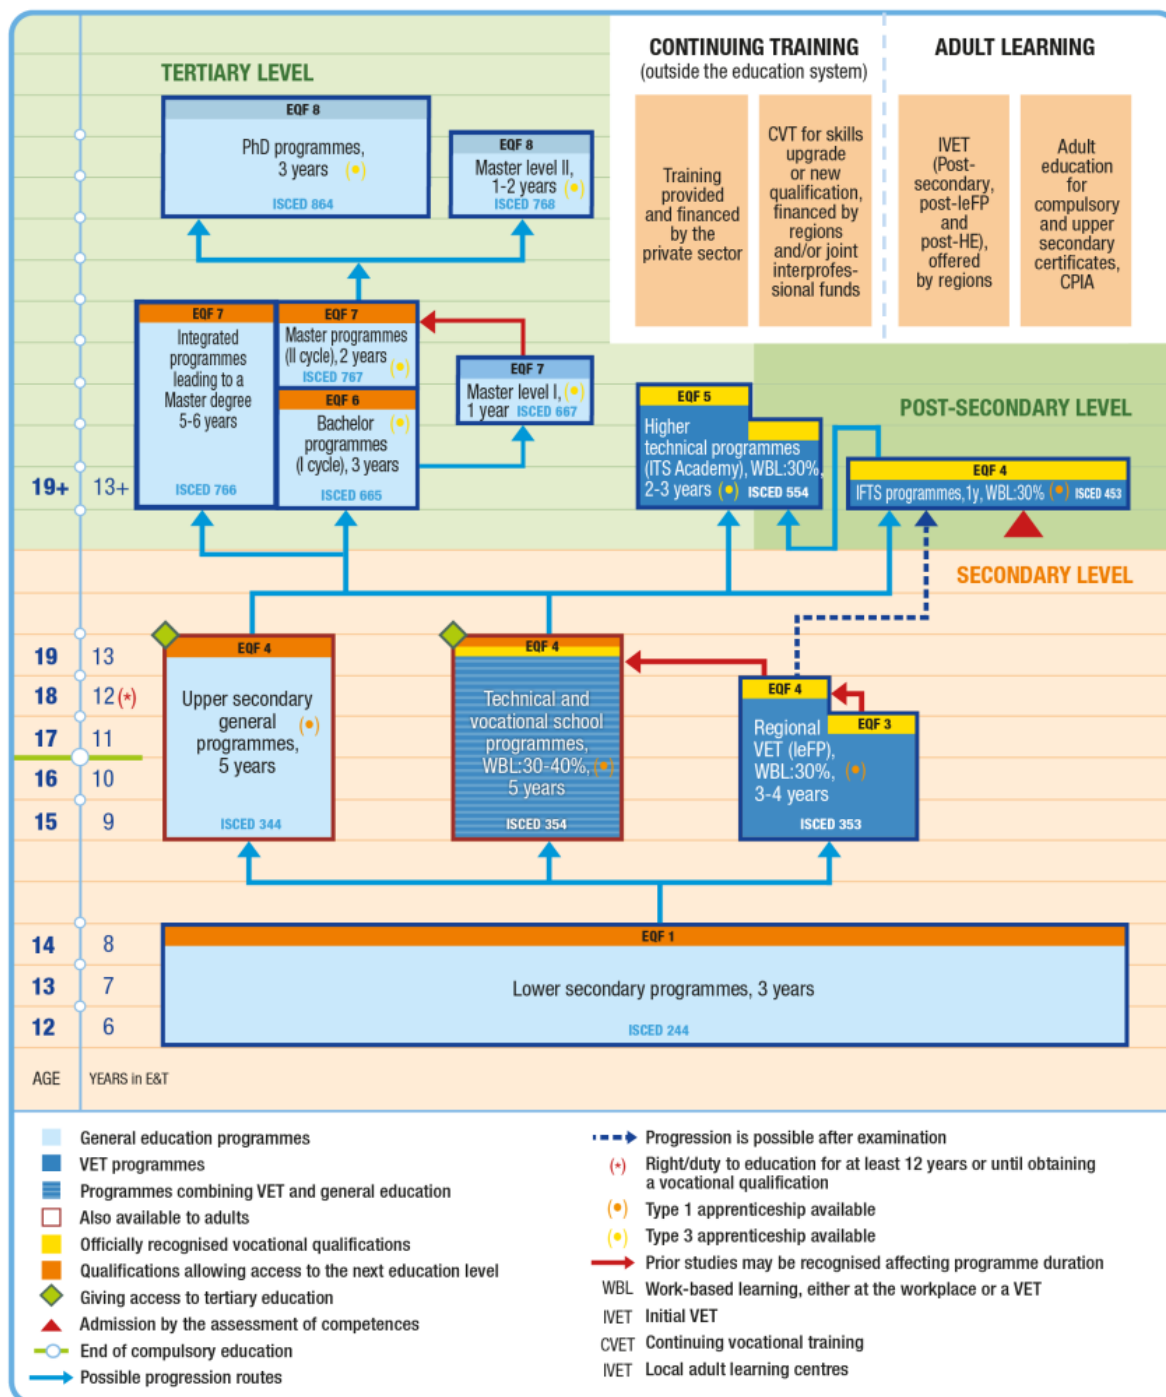 CONTINUING TRAINING
(outside the education system)
ADULT LEARNING
TERTIARY LEVEL
EQF 8
PhD programmes,
3 years (•)
ISCED 864
EQF 8
Master level II,
1-2 years (•)
ISCED 768
Training
provided
and financed
by the
private sector
CVT for skills
upgrade
or new
qualification,
financed by
regions
and/or joint
interprofes-
sional funds
IVET
(Post-
secondary,
post-IeFP
and
post-HE),
offered
by regions
Adult
education
for
compulsory
and upper
secondary
certificates,
CPIA
EQF 7
Integrated
programmes
leading to a
Master degree
5-6 years
ISCED 766
EQF 7
Master programmes
(II cycle), 2 years
(•)
ISCED 767
EQF 6
Bachelor (•)
programmes
(I cycle), 3 years
ISCED 665
EQF 7
Master level I, (•)
1 year ISCED 667
POST-SECONDARY LEVEL
EQF 5
Higher
technical programmes
(ITS Academy), WBL:30%,
2-3 years (•) ISCED 554
EQF 4
IFTS programmes,1y, WBL:30% (•) ISCED 453
19+ 13+
SECONDARY LEVEL
19 13
18 12(*)
17 11
16 10
15 9
EQF 4
Upper secondary
general (•)
programmes,
5 years
ISCED 344
EQF 4
Technical and
vocational school
programmes,
WBL:30-40%, (•)
5 years
ISCED 354
EQF 4
EQF 3
Regional
VET (IeFP),
WBL:30%, (•)
3-4 years
ISCED 353
14 8
13 7
12 6
EQF 1
Lower secondary programmes, 3 years
ISCED 244
AGE YEARS in E&T
General education programmes
VET programmes
Programmes combining VET and general education
Also available to adults
Officially recognised vocational qualifications
Qualifications allowing access to the next education level
Giving access to tertiary education
Admission by the assessment of competences
End of compulsory education
Possible progression routes
Progression is possible after examination
(*) Right/duty to education for at least 12 years or until obtaining
a vocational qualification
(•) Type 1 apprenticeship available
(•) Type 3 apprenticeship available
Prior studies may be recognised affecting programme duration
WBL Work-based learning, either at the workplace or a VET
IVET Initial VET
CVET Continuing vocational training
IVET Local adult learning centres